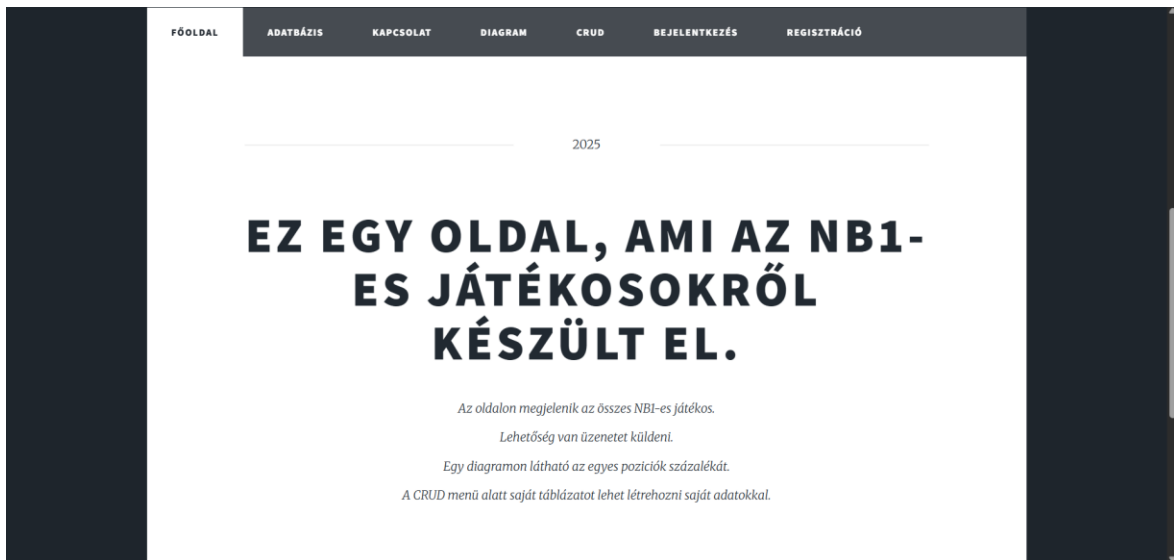 FŐOLDAL ADATBÁZIS KAPCSOLAT DIAGRAM CRUD BEJELENTKEZÉS REGISZTRÁCIÓ
2025
EZ EGY OLDAL, AMI AZ NB1-
ES JÁTÉKOSOKRŐL
KÉSZÜLT EL.
Az oldalon megjelenik az összes NB1-es játékos.
Lehetőség van üzenetet küldeni.
Egy diagramon látható az egyes poziciók százalékát.
A CRUD menü alatt saját táblázatot lehet létrehozni saját adatokkal.